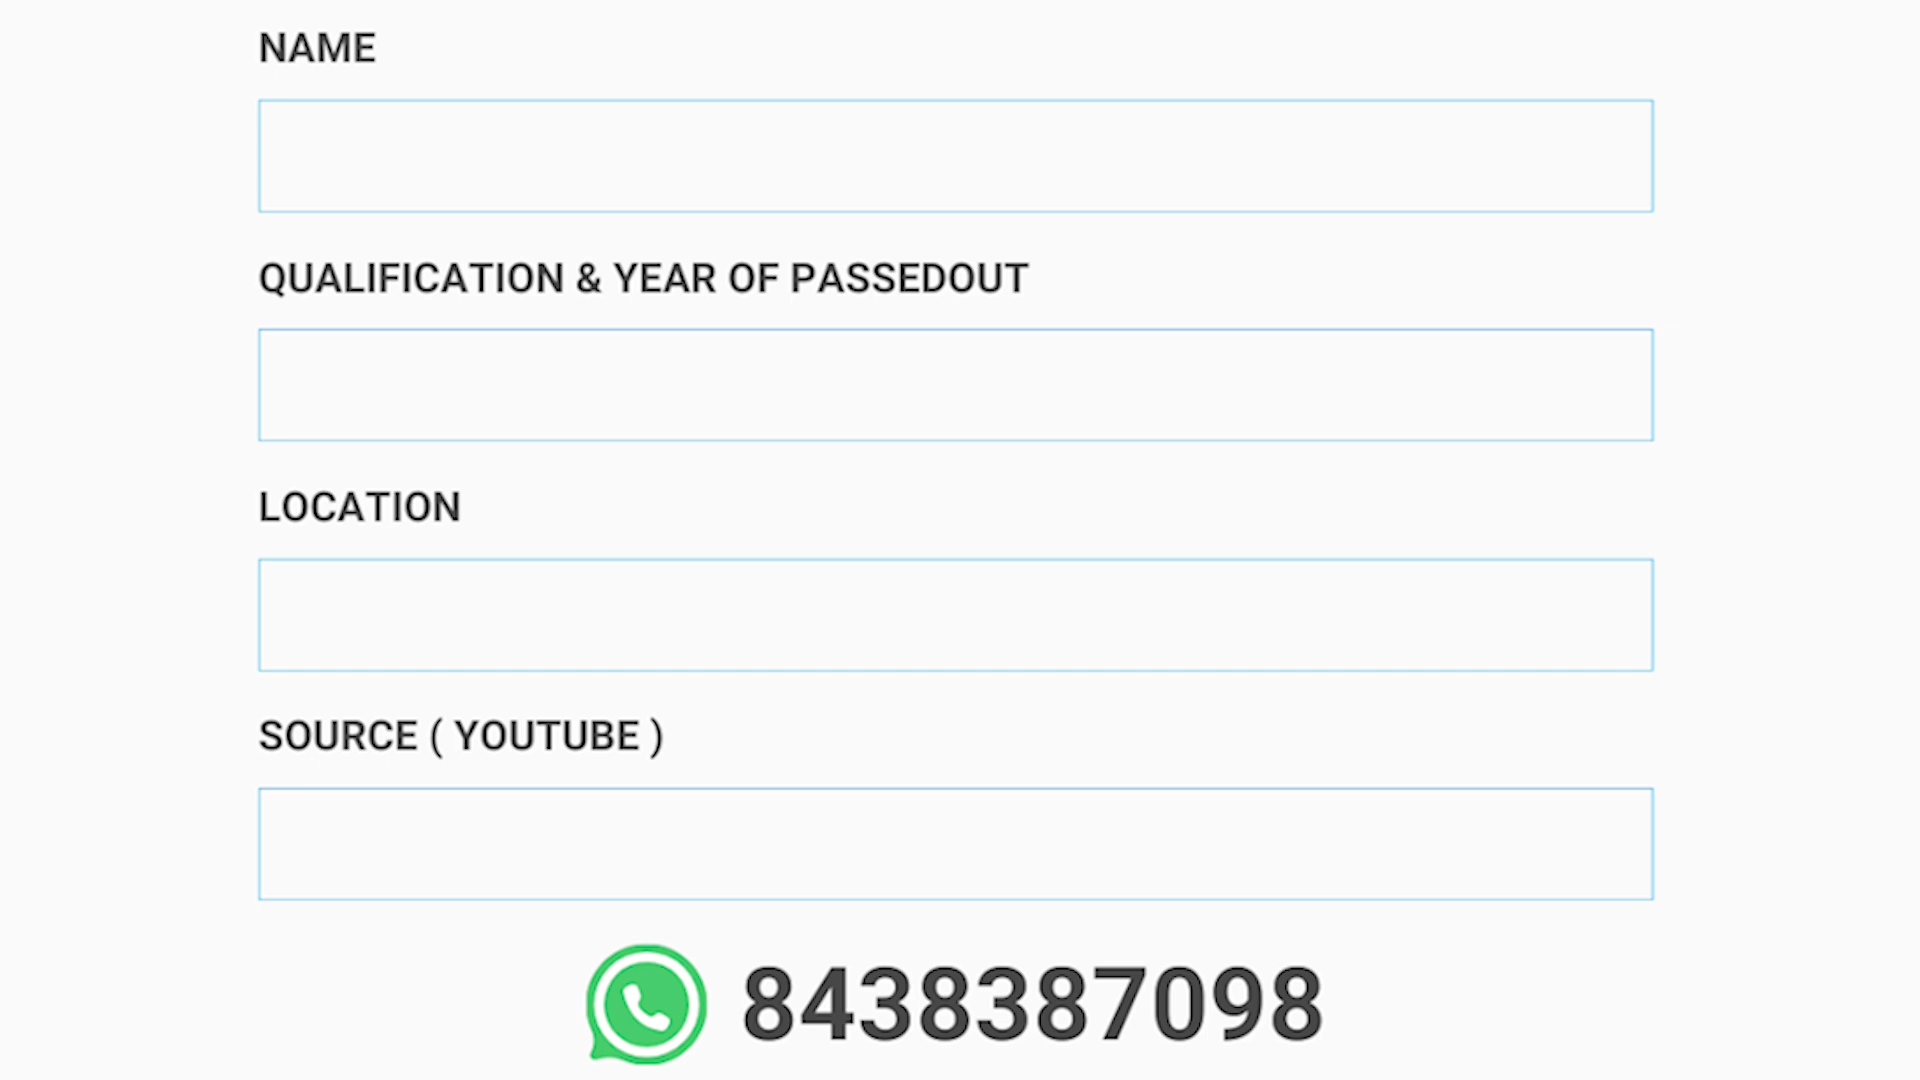 NAME
QUALIFICATION & YEAR OF PASSEDOUT
LOCATION
SOURCE ( YOUTUBE )
8438387098